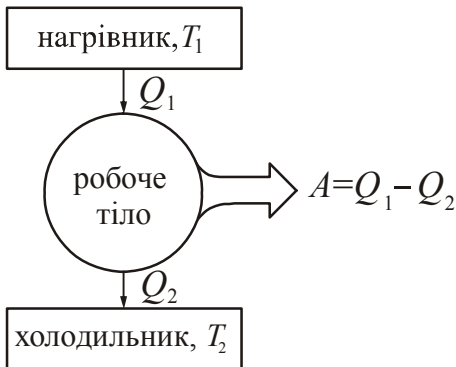 нагрівник, T₁
Q₁
робоче
тіло
A=Q₁−Q₂
Q₂
холодильник, T₂